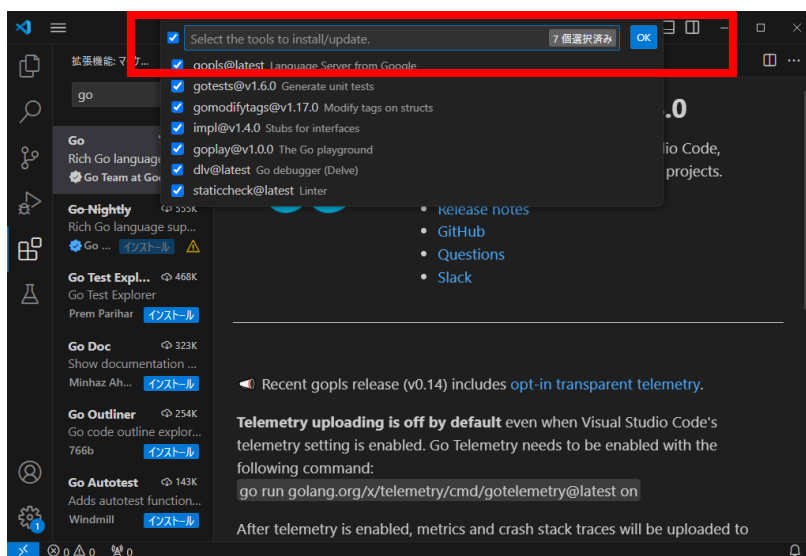 Select the tools to install/update.
7 個選択済み
OK
gopls@latest Language Server from Google
gotests@v1.6.0 Generate unit tests
gomodifytags@v1.17.0 Modify tags on structs
impl@v1.4.0 Stubs for interfaces
goplay@v1.0.0 The Go playground
dlv@latest Go debugger (Delve)
staticcheck@latest Linter
拡張機能: マ
go
Go
Rich Go language
Go Team at Go
Go Nightly 555K
Rich Go language sup...
Go ... インストール
Go Test Expl... 468K
Go Test Explorer
Prem Parihar インストール
Go Doc 323K
Show documentation ...
Minhaz Ah... インストール
Go Outliner 254K
Go code outline explor...
766b インストール
Go Autotest 143K
Adds autotest function...
Windmill インストール
1
0 0 0
.0
io Code,
projects.
Release notes
GitHub
Questions
Slack
Recent gopls release (v0.14) includes opt-in transparent telemetry.
Telemetry uploading is off by default even when Visual Studio Code's
telemetry setting is enabled. Go Telemetry needs to be enabled with the
following command:
go run golang.org/x/telemetry/cmd/gotelemetry@latest on
After telemetry is enabled, metrics and crash stack traces will be uploaded to